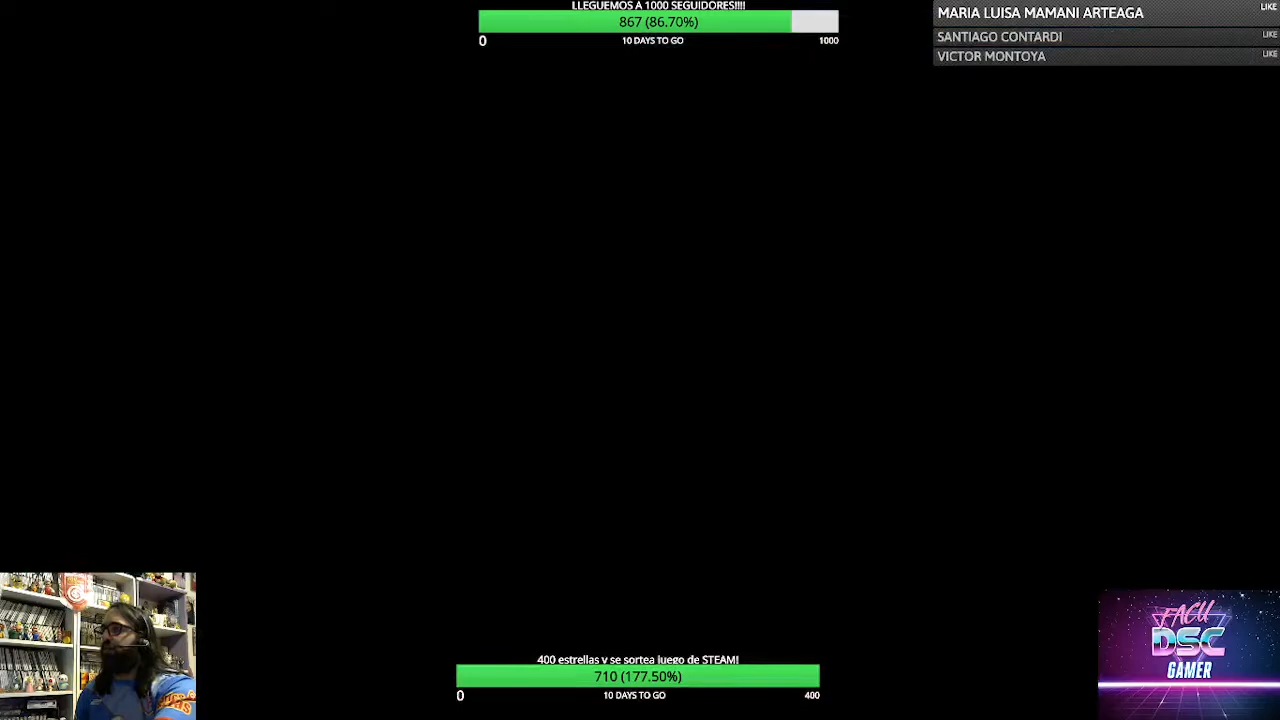 LLEGUEMOS A 1000 SEGUIDORES!!!!
867 (86.70%)
0
10 DAYS TO GO
1000
MARIA LUISA MAMANI ARTEAGA
LIKE
SANTIAGO CONTARDI
LIKE
VICTOR MONTOYA
LIKE
400 estrellas y se sortea juego de STEAM!
710 (177.50%)
0
10 DAYS TO GO
400
FACU
DSC
GAMER